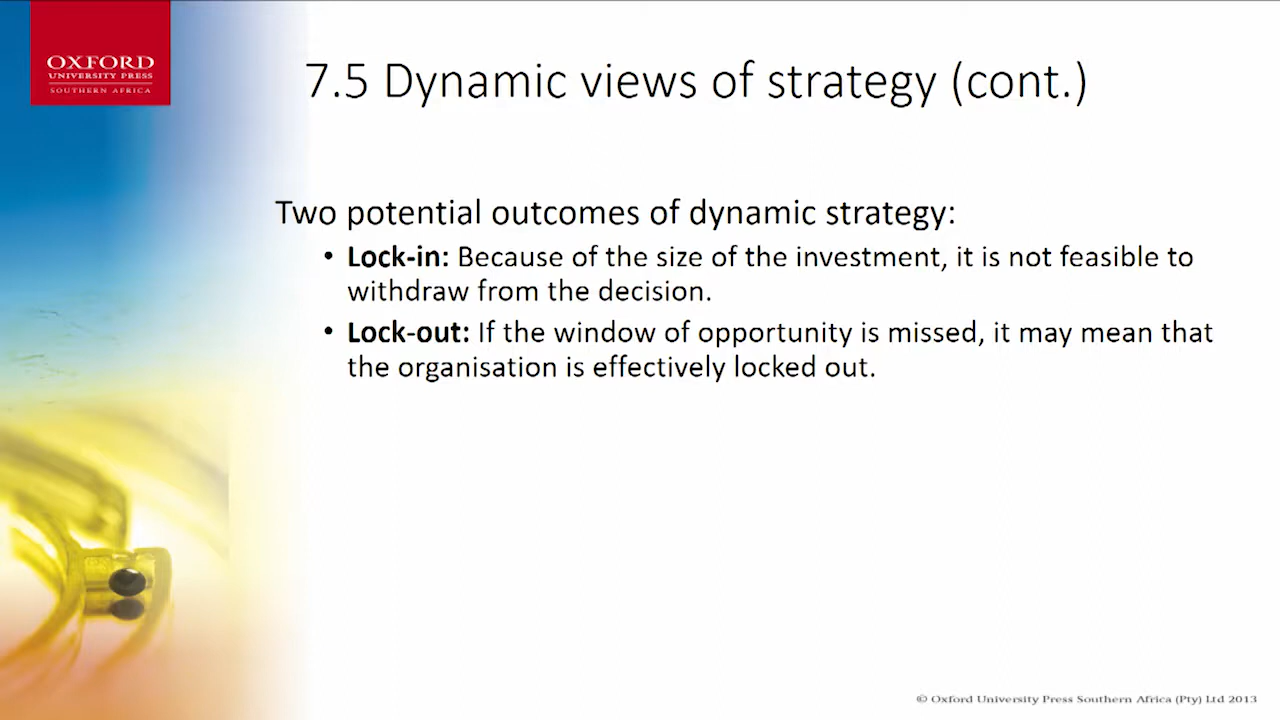 OXFORD
UNIVERSITY PRESS
SOUTHERN AFRICA
7.5 Dynamic views of strategy (cont.)
Two potential outcomes of dynamic strategy:
• Lock-in: Because of the size of the investment, it is not feasible to
withdraw from the decision.
• Lock-out: If the window of opportunity is missed, it may mean that
the organisation is effectively locked out.
© Oxford University Press Southern Africa (Pty) Ltd 2013